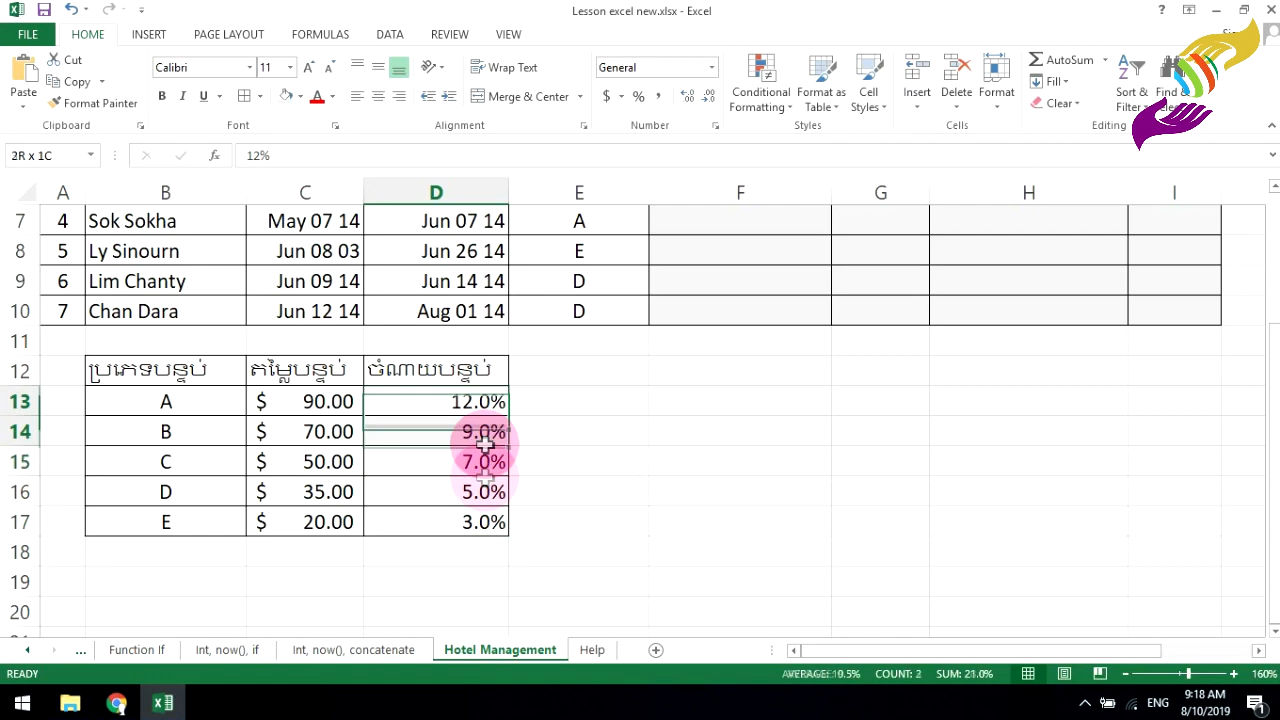 Lesson excel new.xlsx - Excel
?
FILE HOME INSERT PAGE LAYOUT FORMULAS DATA REVIEW VIEW
Cut Calibri 11 Wrap Text General AutoSum
Copy Fill
Paste Format Painter Merge & Center $ % , Conditional Formatting Format as Table Cell Styles Insert Delete Format Clear Sort & Filter Find &
Clipboard Font Alignment Number Styles Cells Editing
2R x 1C fx 12%
A B C D E F G H I
7 4 Sok Sokha May 07 14 Jun 07 14 A
8 5 Ly Sinourn Jun 08 03 Jun 26 14 E
9 6 Lim Chanty Jun 09 14 Jun 14 14 D
10 7 Chan Dara Jun 12 14 Aug 01 14 D
11
12 ប្រភេទបន្ទប់ តម្លៃបន្ទប់ ចំណាយបន្ទប់
13 A $ 90.00 12.0%
14 B $ 70.00 9.0%
15 C $ 50.00 7.0%
16 D $ 35.00 5.0%
17 E $ 20.00 3.0%
18
19
20
... Function If Int, now(), if Int, now(), concatenate Hotel Management Help
READY COUNT: 2 SUM: 21.0% 160%
9:18 AM
ENG
8/10/2019